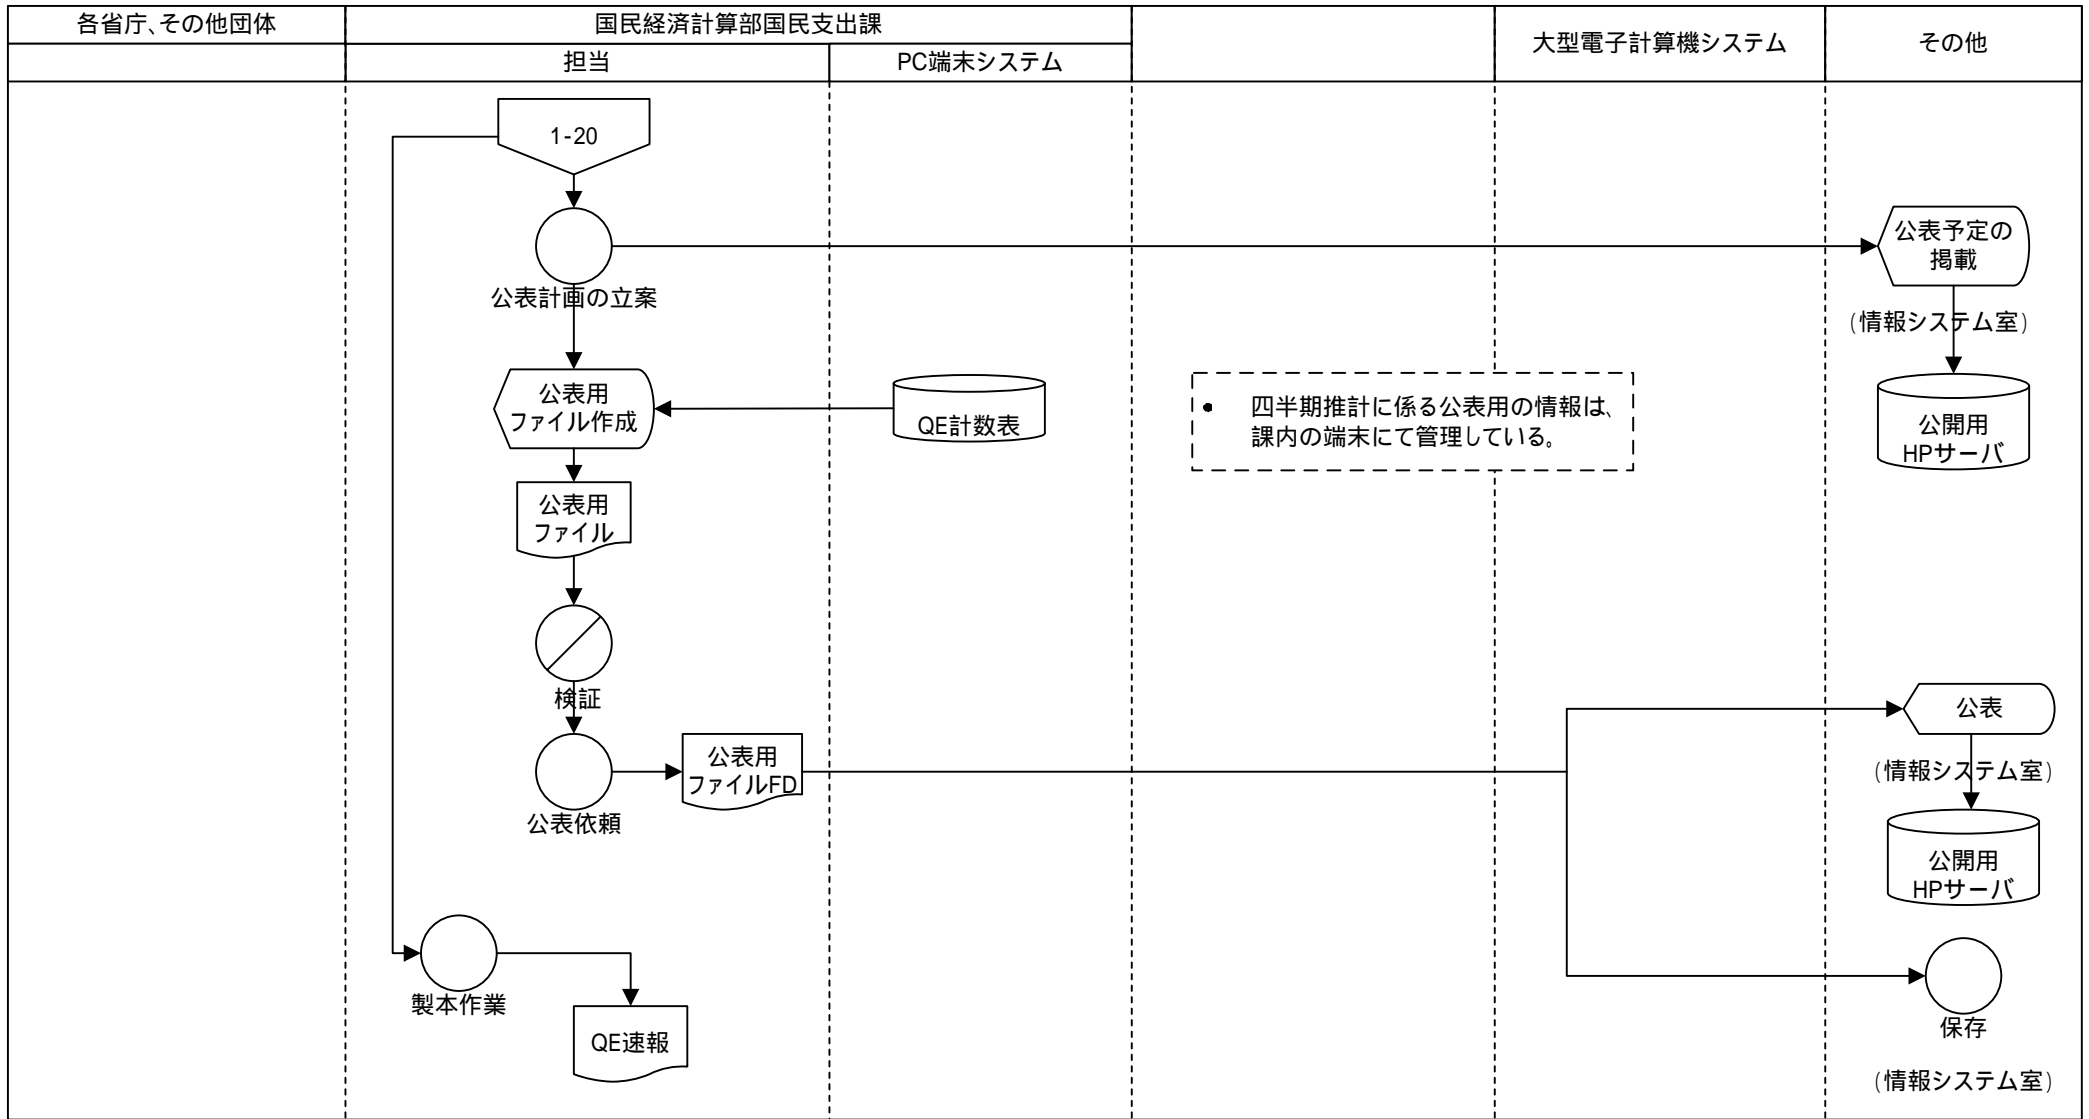 各省庁、その他団体
国民経済計算部国民支出課
担当
PC端末システム
大型電子計算機システム
その他
1-20
公表計画の立案
公表予定の
掲載
(情報システム室)
公開用
HPサーバ
公表用
ファイル作成
QE計数表
• 四半期推計に係る公表用の情報は、
課内の端末にて管理している。
公表用
ファイル
検証
公表依頼
公表用
ファイルFD
公表
(情報システム室)
公開用
HPサーバ
製本作業
QE速報
保存
(情報システム室)